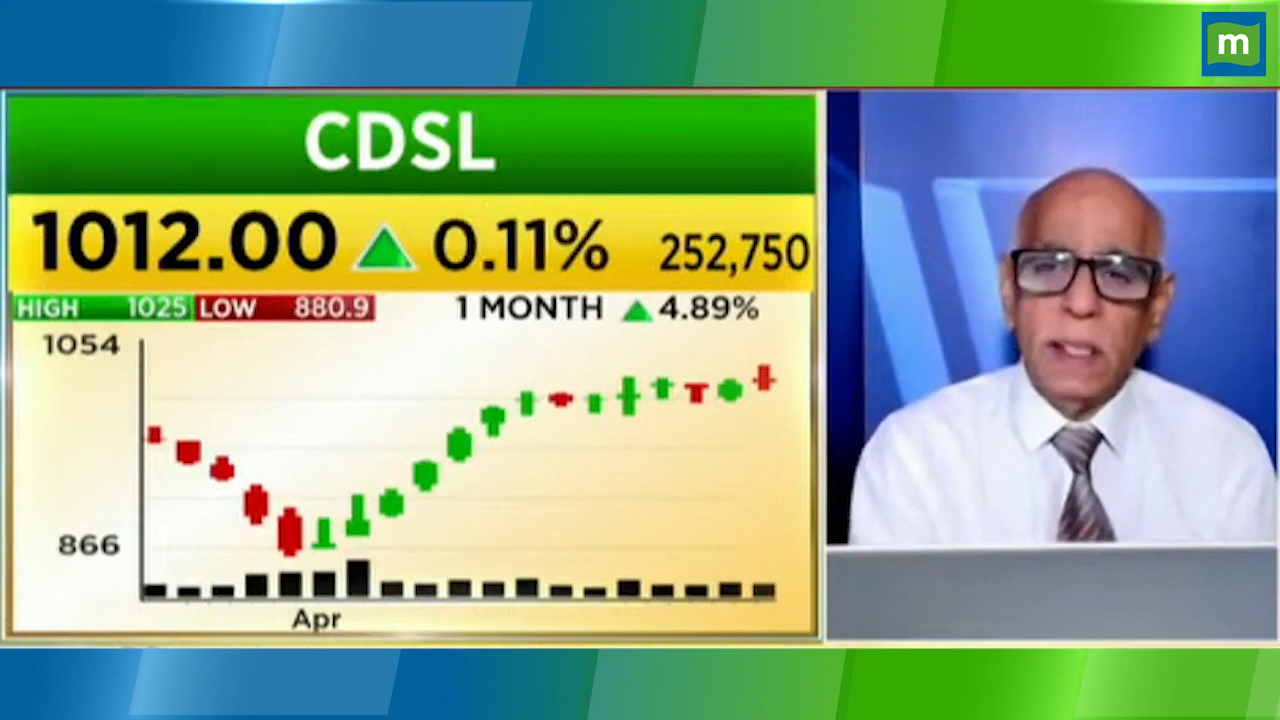 m
CDSL
1012.00 ▲ 0.11% 252,750
HIGH 1025 LOW 880.9 1 MONTH ▲ 4.89%
1054
866
Apr